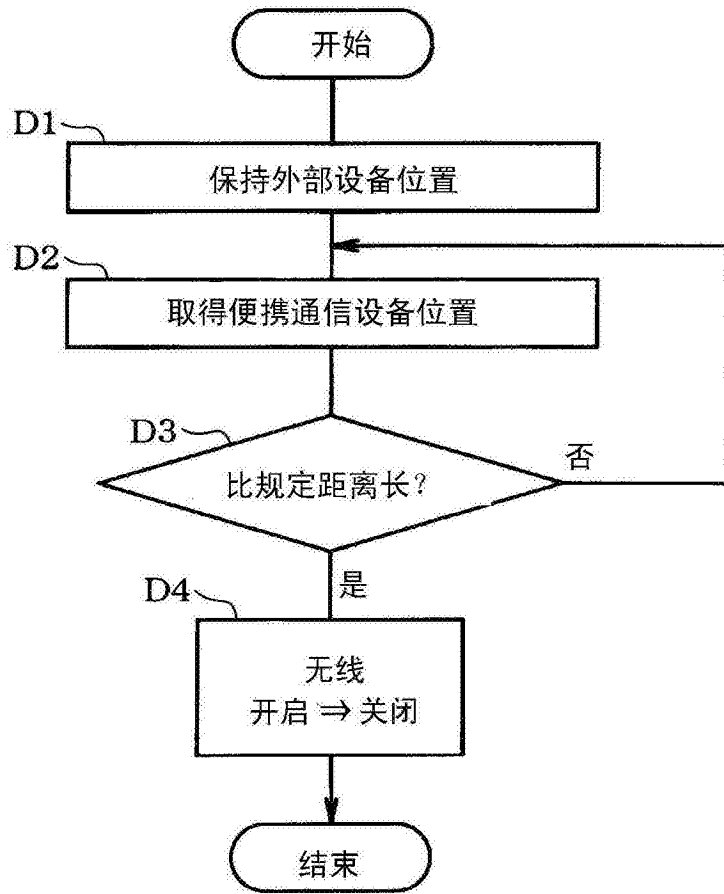 开始
D1
保持外部设备位置
D2
取得便携通信设备位置
D3
比规定距离长?
否
是
D4
无线
开启⇒关闭
结束